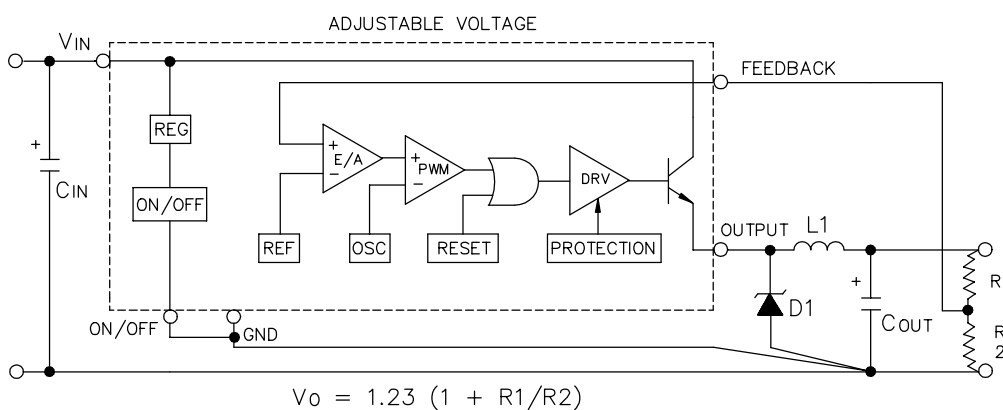 ADJUSTABLE VOLTAGE
VIN
FEEDBACK
REG
+
E/A
−
+
PWM
−
DRV
+
CIN
ON/OFF
REF
OSC
RESET
PROTECTION
OUTPUT
L1
R
+
D1
COUT
ON/OFF
GND
R
2
Vo = 1.23 (1 + R1/R2)